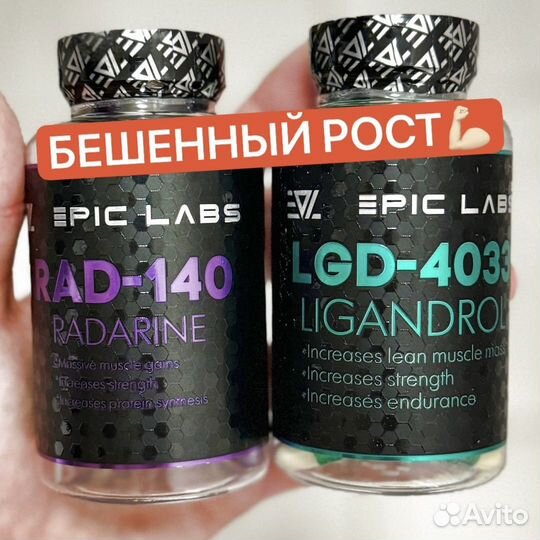 БЕШЕННЫЙ РОСТ
EPIC LABS
RAD-140
RADARINE
Massive muscle gains
Increases strength
Increases protein synthesis
EPIC LABS
LGD-4033
LIGANDROL
Increases lean muscle mass
Increases strength
Increases endurance
Avito